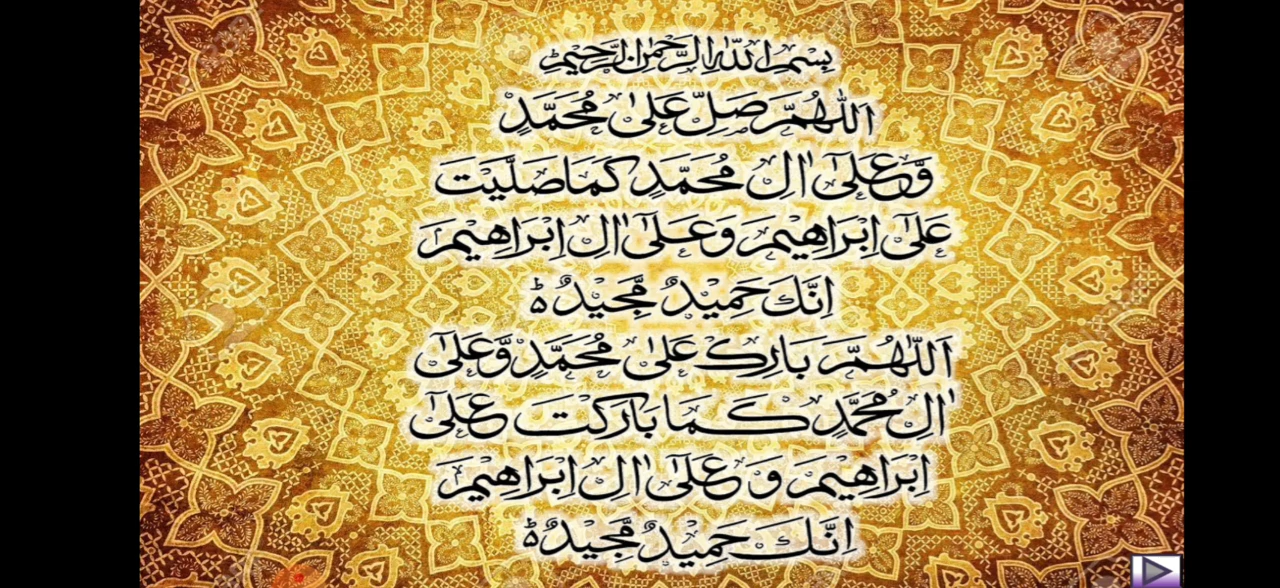 بِسْمِ اللهِ الرَّحْمٰنِ الرَّحِيْمِ
اَللّٰهُمَّ صَلِّ عَلٰى مُحَمَّدٍ
وَّعَلٰٓى اٰلِ مُحَمَّدٍ كَمَا صَلَّيْتَ
عَلٰٓى اِبْرَاهِيْمَ وَعَلٰٓى اٰلِ اِبْرَاهِيْمَ
اِنَّكَ حَمِيْدٌ مَّجِيْدٌ ؕ
اَللّٰهُمَّ بَارِكْ عَلٰى مُحَمَّدٍ وَّعَلٰٓى
اٰلِ مُحَمَّدٍ كَمَا بَارَكْتَ عَلٰٓى
اِبْرَاهِيْمَ وَ عَلٰٓى اٰلِ اِبْرَاهِيْمَ
اِنَّكَ حَمِيْدٌ مَّجِيْدٌ ؕ